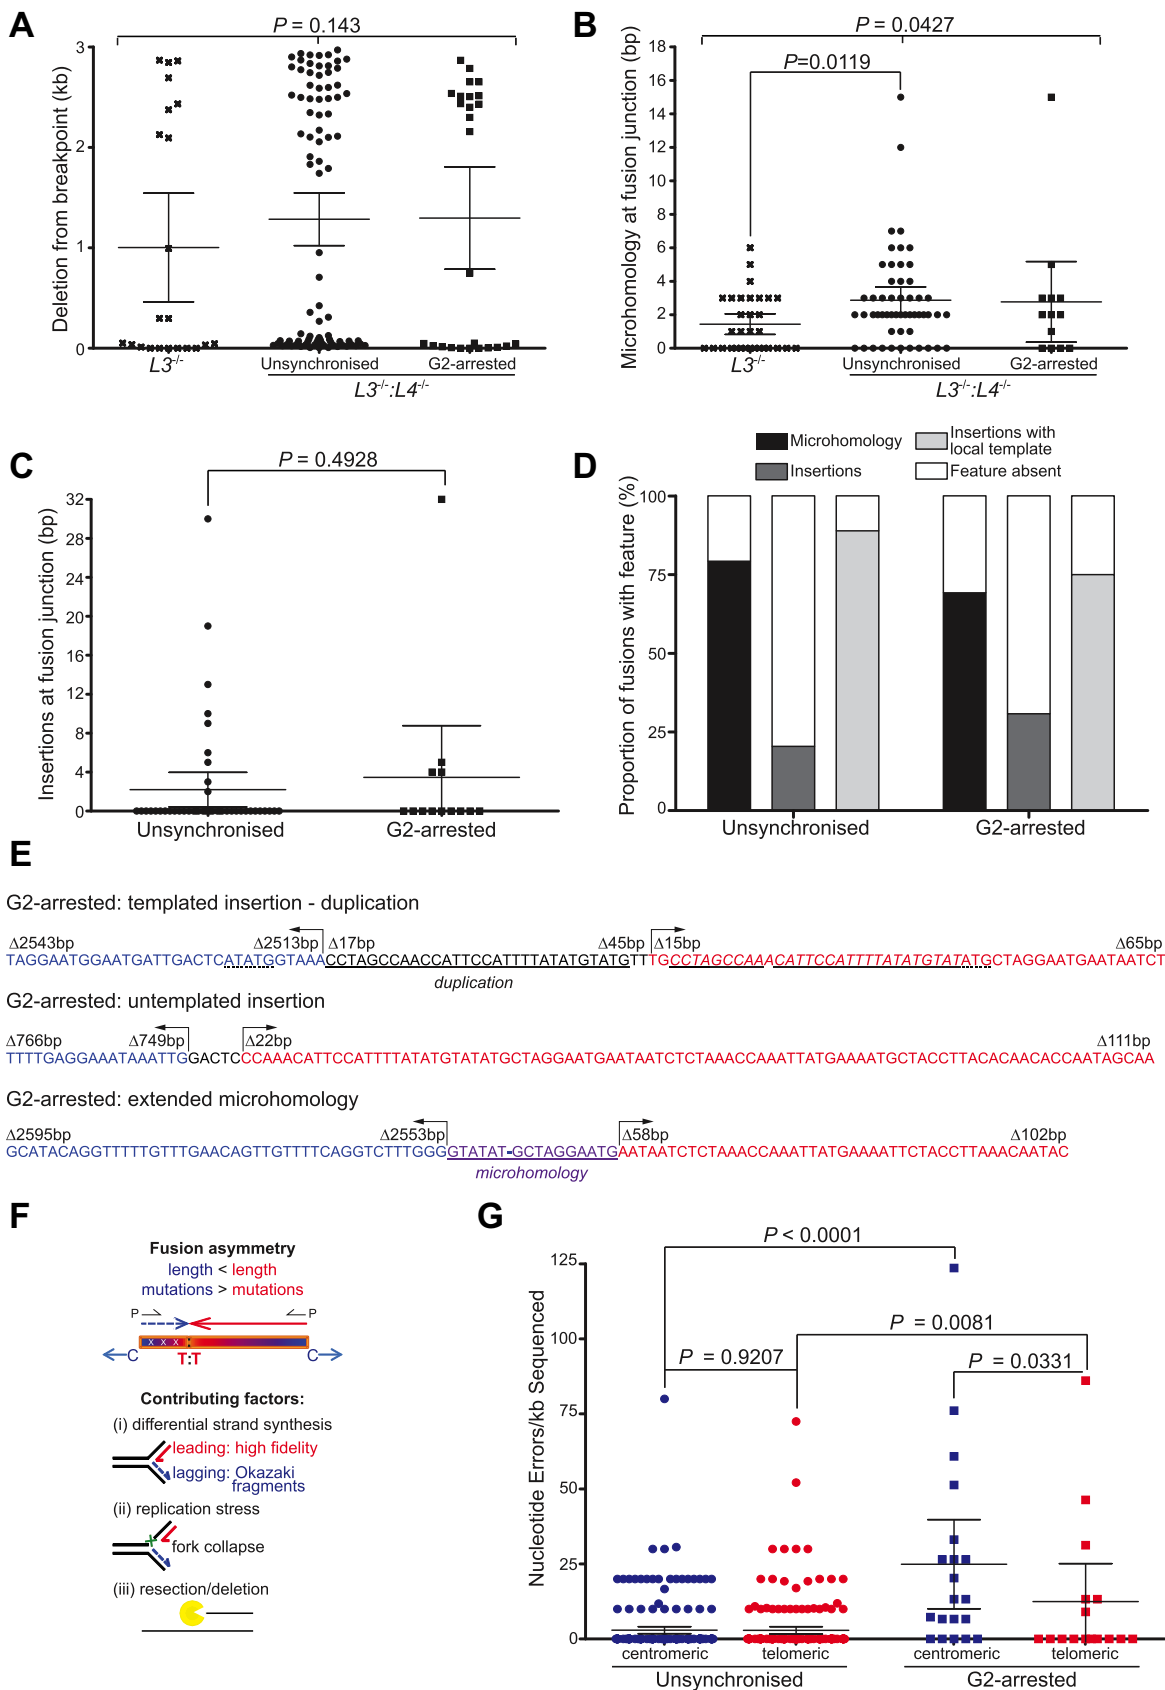 A
P = 0.143
Deletion from breakpoint (kb)
3
2
1
0
L3-/-
Unsynchronised
G2-arrested
L3-/-:L4-/-
B
P = 0.0427
P=0.0119
Microhomology at fusion junction (bp)
18
16
14
12
10
8
6
4
2
0
L3-/-
Unsynchronised
G2-arrested
L3-/-:L4-/-
C
P = 0.4928
Insertions at fusion junction (bp)
32
28
24
20
16
12
8
4
0
Unsynchronised
G2-arrested
D
Microhomology
Insertions
Insertions with local template
Feature absent
Proportion of fusions with feature (%)
100
75
50
25
0
Unsynchronised
G2-arrested
E
G2-arrested: templated insertion - duplication
Δ2543bp Δ2513bp Δ17bp Δ45bp Δ15bp Δ65bp
TAGGAATGGAATGATTGACTCATATGGTAAACCTAGCCAACCATTCCATTTTATATGTATGTTTGCCTAGCCAAACATTCCATTTTATATGTATATGCTAGGAATGAATAATCT
duplication
G2-arrested: untemplated insertion
Δ766bp Δ749bp Δ22bp Δ111bp
TTTTGAGGAAATAAATTGGACTCCCAAACATTCCATTTTATATGTATATGCTAGGAATGAATAATCTCTAAACCAAATTATGAAAATGCTACCTTACACAACACCAATAGCAA
G2-arrested: extended microhomology
Δ2595bp Δ2553bp Δ58bp Δ102bp
GCATACAGGTTTTTGTTTGAACAGTTGTTTTCAGGTCTTTGGGGTATAT-GCTAGGAATGAATAATCTCTAAACCAAATTATGAAAATTCTACCTTAAACAATAC
microhomology
F
Fusion asymmetry
length < length
mutations > mutations
P P
x x x
C T:T C
Contributing factors:
(i) differential strand synthesis
leading: high fidelity
lagging: Okazaki
fragments
(ii) replication stress
fork collapse
(iii) resection/deletion
G
P < 0.0001
P = 0.0081
P = 0.9207
P = 0.0331
Nucleotide Errors/kb Sequenced
125
100
75
50
25
0
centromeric
telomeric
centromeric
telomeric
Unsynchronised
G2-arrested